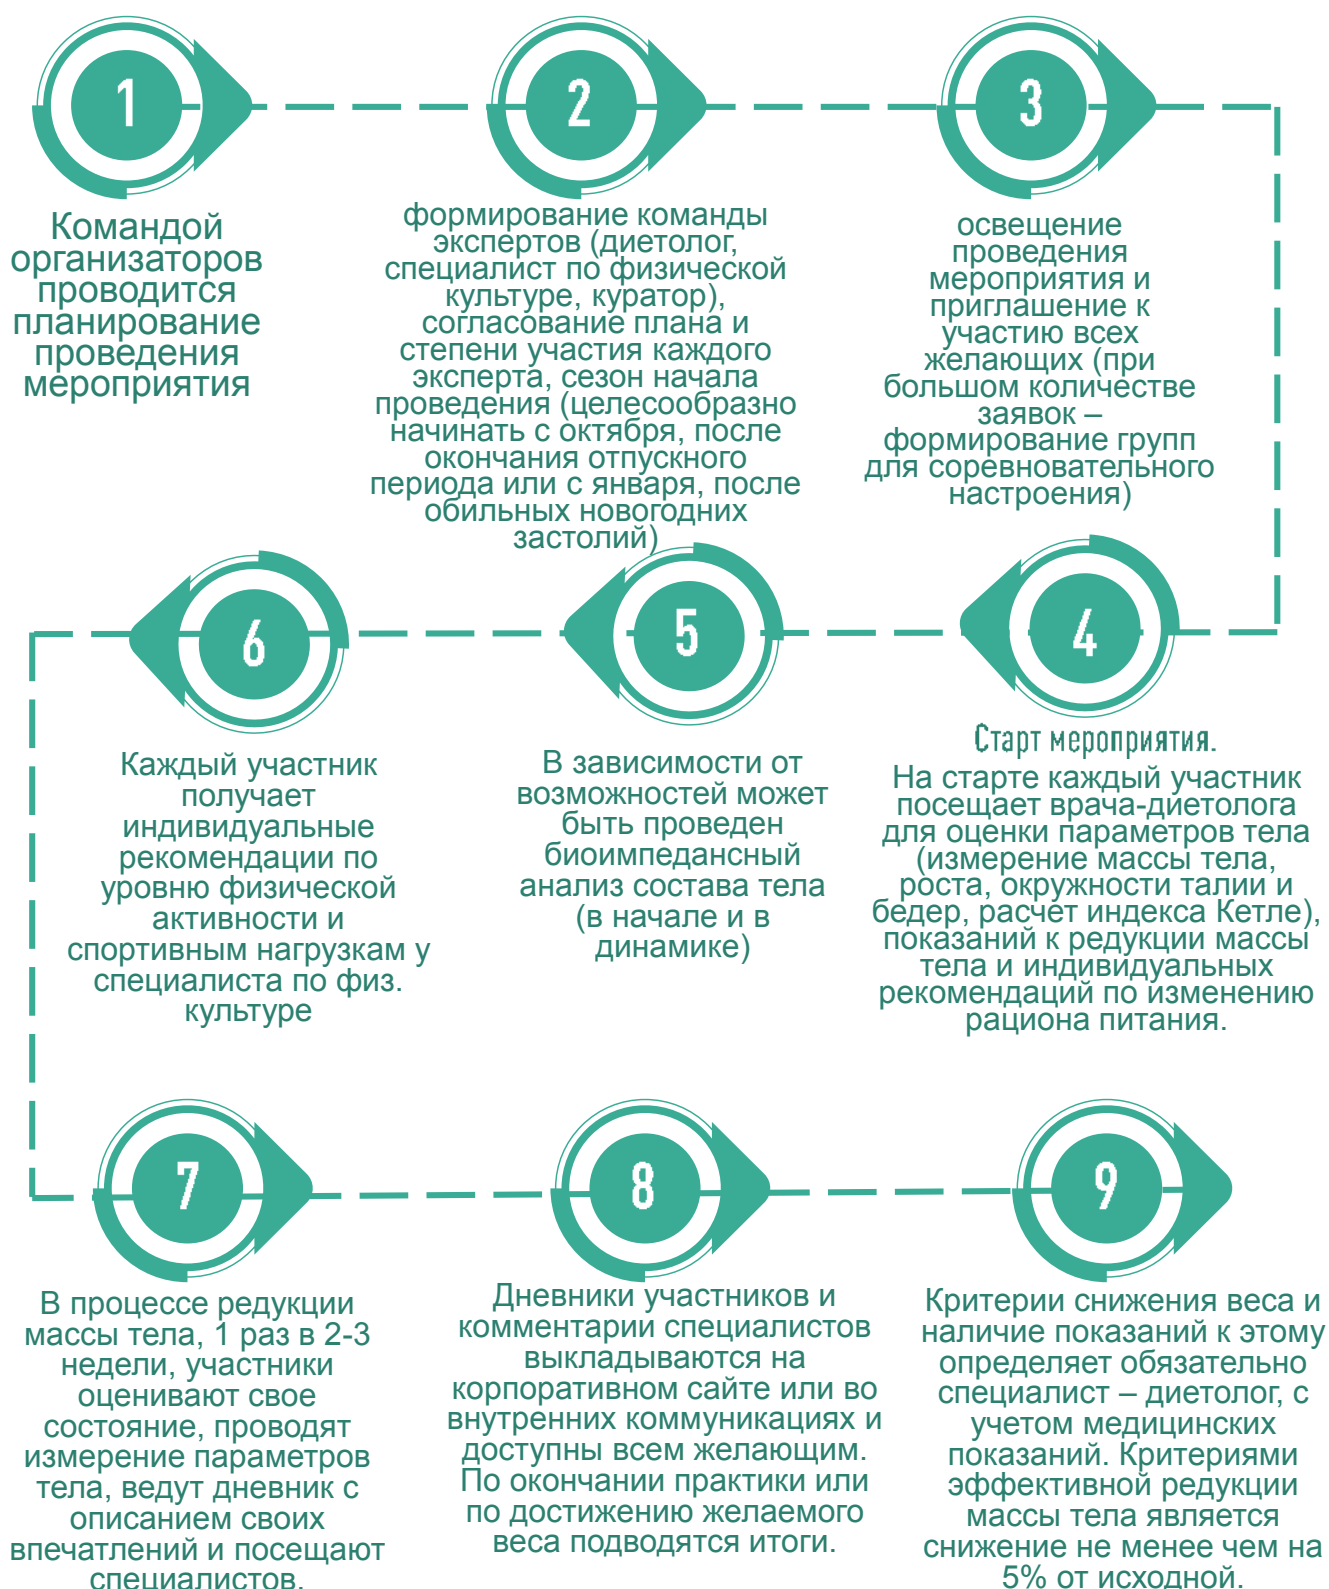 1
Командой
организаторов
проводится
планирование
проведения
мероприятия
2
формирование команды
экспертов (диетолог,
специалист по физической
культуре, куратор),
согласование плана и
степени участия каждого
эксперта, сезон начала
проведения (целесообразно
начинать с октября, после
окончания отпускного
периода или с января, после
обильных новогодних
застолий)
3
освещение
проведения
мероприятия и
приглашение к
участию всех
желающих (при
большом количестве
заявок –
формирование групп
для соревновательного
настроения)
4
Старт мероприятия.
На старте каждый участник
посещает врача-диетолога
для оценки параметров тела
(измерение массы тела,
роста, окружности талии и
бедер, расчет индекса Кетле),
показаний к редукции массы
тела и индивидуальных
рекомендаций по изменению
рациона питания.
5
В зависимости от
возможностей может
быть проведен
биоимпедансный
анализ состава тела
(в начале и в
динамике)
6
Каждый участник
получает
индивидуальные
рекомендации по
уровню физической
активности и
спортивным нагрузкам у
специалиста по физ.
культуре
7
В процессе редукции
массы тела, 1 раз в 2-3
недели, участники
оценивают свое
состояние, проводят
измерение параметров
тела, ведут дневник с
описанием своих
впечатлений и посещают
специалистов.
8
Дневники участников и
комментарии специалистов
выкладываются на
корпоративном сайте или во
внутренних коммуникациях и
доступны всем желающим.
По окончании практики или
по достижению желаемого
веса подводятся итоги.
9
Критерии снижения веса и
наличие показаний к этому
определяет обязательно
специалист – диетолог, с
учетом медицинских
показаний. Критериями
эффективной редукции
массы тела является
снижение не менее чем на
5% от исходной.